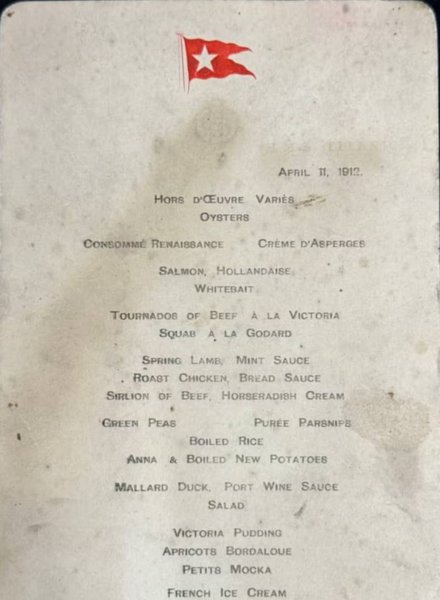 APRIL 11, 1912.
HORS D'ŒUVRE VARIÉS
OYSTERS
CONSOMMÉ RENAISSANCE CRÈME D'ASPERGES
SALMON, HOLLANDAISE
WHITEBAIT
TOURNADOS OF BEEF À LA VICTORIA
SQUAB À LA GODARD
SPRING LAMB, MINT SAUCE
ROAST CHICKEN, BREAD SAUCE
SIRLION OF BEEF, HORSERADISH CREAM
GREEN PEAS PURÉE PARSNIPS
BOILED RICE
ANNA & BOILED NEW POTATOES
MALLARD DUCK, PORT WINE SAUCE
SALAD
VICTORIA PUDDING
APRICOTS BORDALOUE
PETITS MOKA
FRENCH ICE CREAM